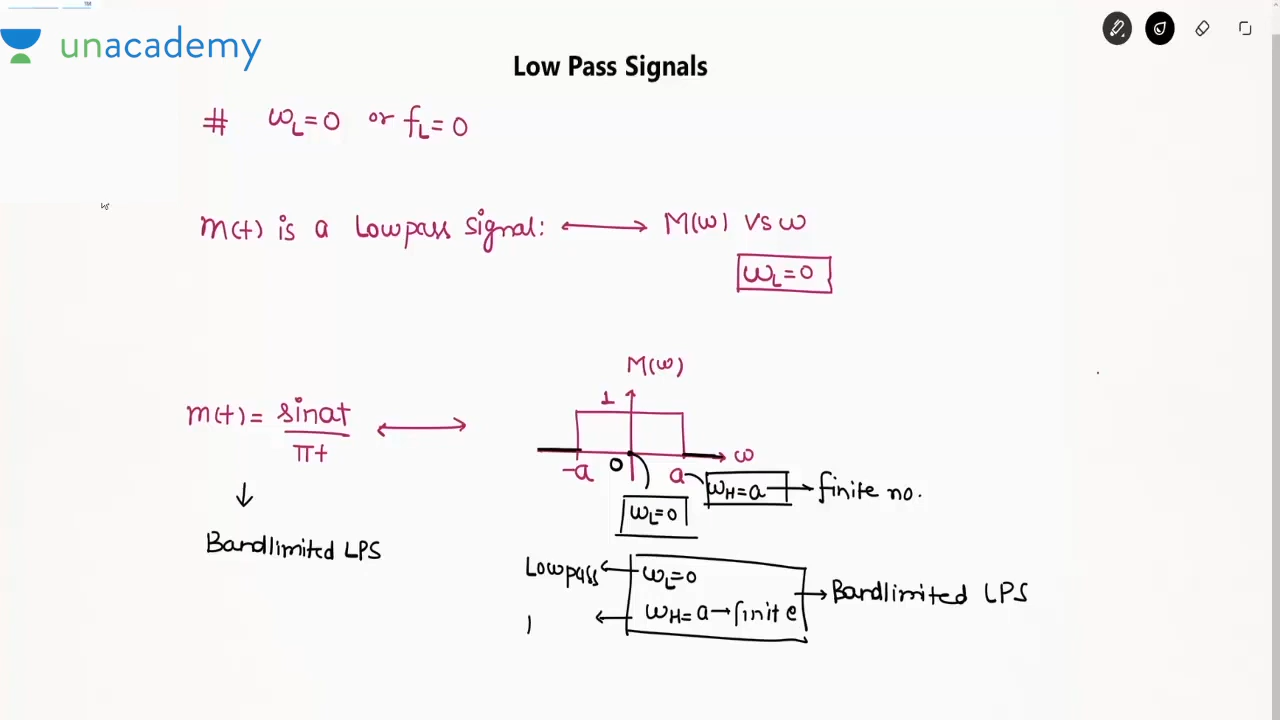 TM
unacademy
Low Pass Signals
# ωL=0 or fL=0
m(t) is a Lowpass signal: ⟷ M(ω) vs ω
ωL=0
M(ω)
m(t)= sinat/πt ⟷
1
-a 0 a ω
ωH=a → finite no.
ωL=0
↓
Bandlimited LPS
Lowpass ← ωL=0
ωH=a→finite → Bandlimited LPS